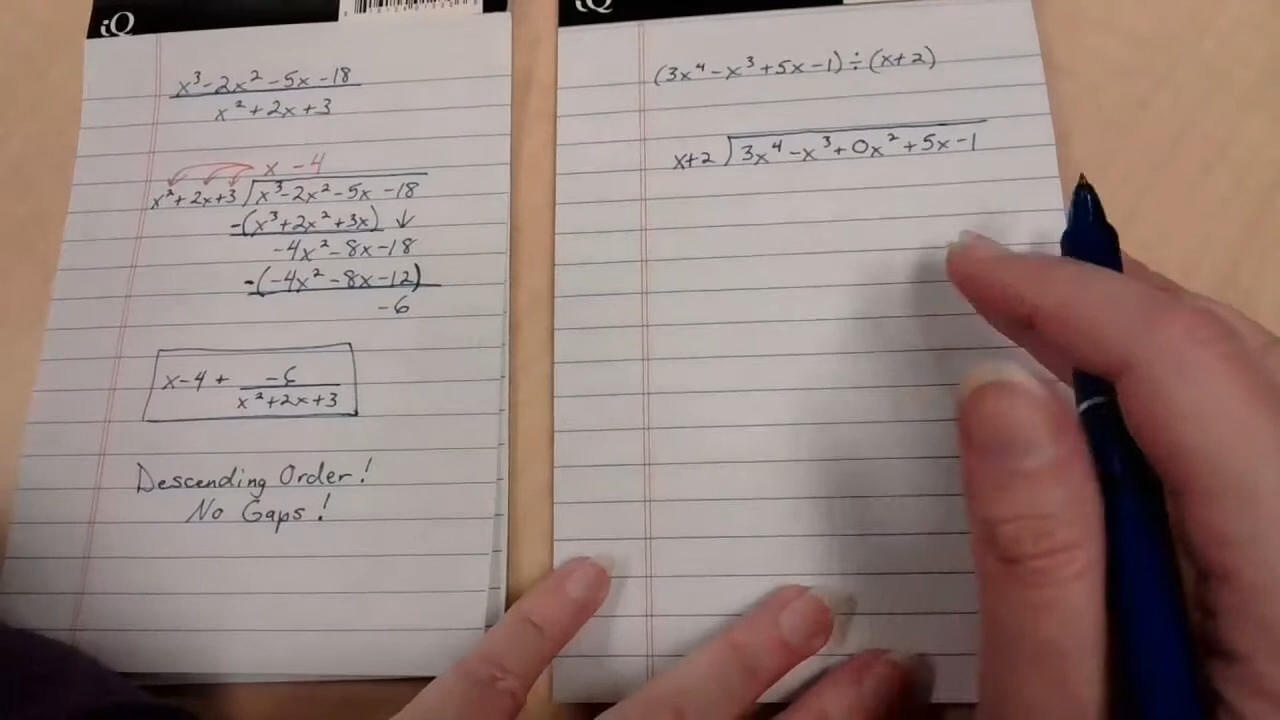 iQ
x³-2x²-5x-18
x²+2x+3
x -4
x²+2x+3 x³-2x²-5x-18
-(x³+2x²+3x) ↓
-4x²-8x-18
-(-4x²-8x-12)
-6
x-4+ -6
x²+2x+3
Descending Order!
No Gaps!
iQ
(3x⁴-x³+5x-1)÷(x+2)
x+2 3x⁴-x³+0x²+5x-1